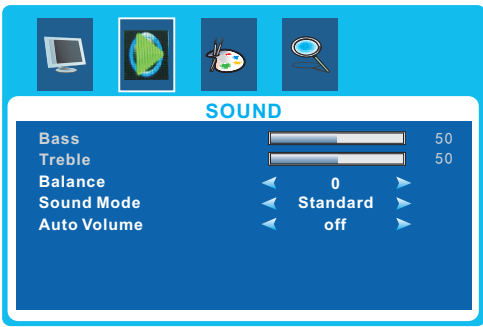 SOUND
Bass 50
Treble 50
Balance 0
Sound Mode Standard
Auto Volume off